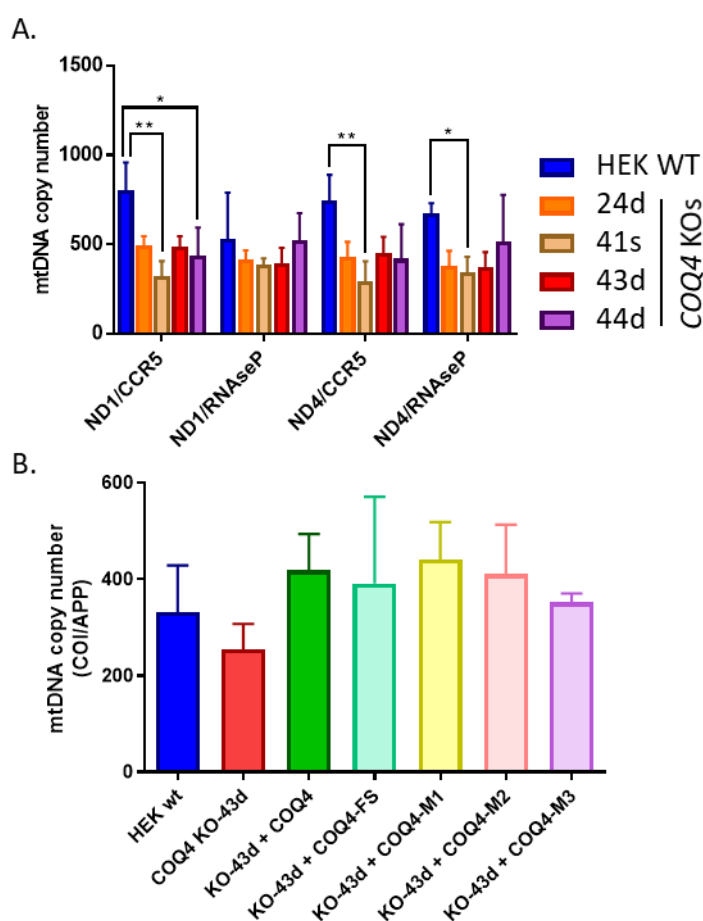 A.
mtDNA copy number
1500
1000
500
0
*
**
**
*
ND1/CCR5
ND1/RNAseP
ND4/CCR5
ND4/RNAseP
HEK WT
24d
41s
43d
44d
COQ4 KOs
B.
mtDNA copy number
(COI/APP)
600
400
200
0
HEK wt
COQ4 KO-43d
KO-43d + COQ4
KO-43d + COQ4-FS
KO-43d + COQ4-M1
KO-43d + COQ4-M2
KO-43d + COQ4-M3